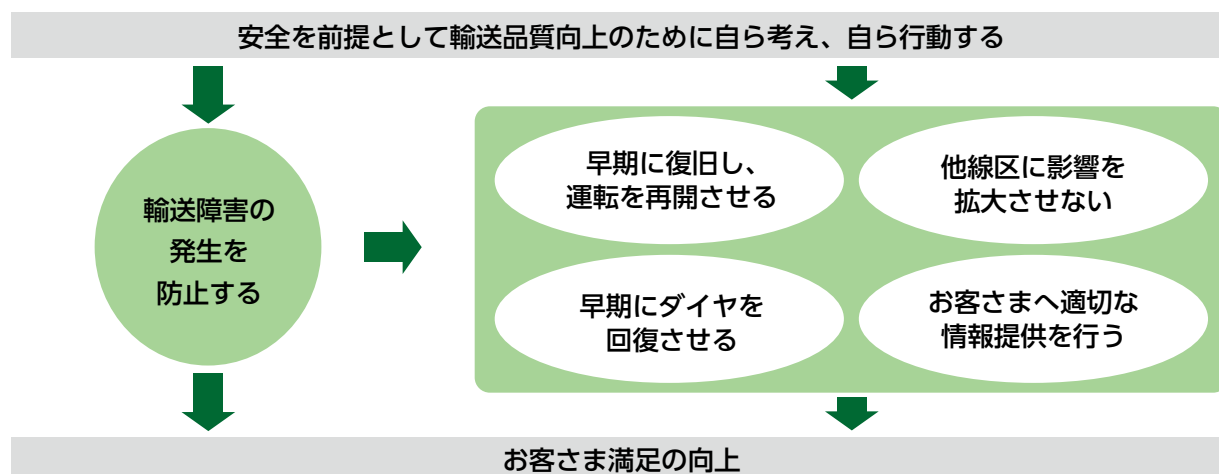 安全を前提として輸送品質向上のために自ら考え、自ら行動する
輸送障害の
発生を
防止する
早期に復旧し、
運転を再開させる
他線区に影響を
拡大させない
早期にダイヤを
回復させる
お客さまへ適切な
情報提供を行う
お客さま満足の向上